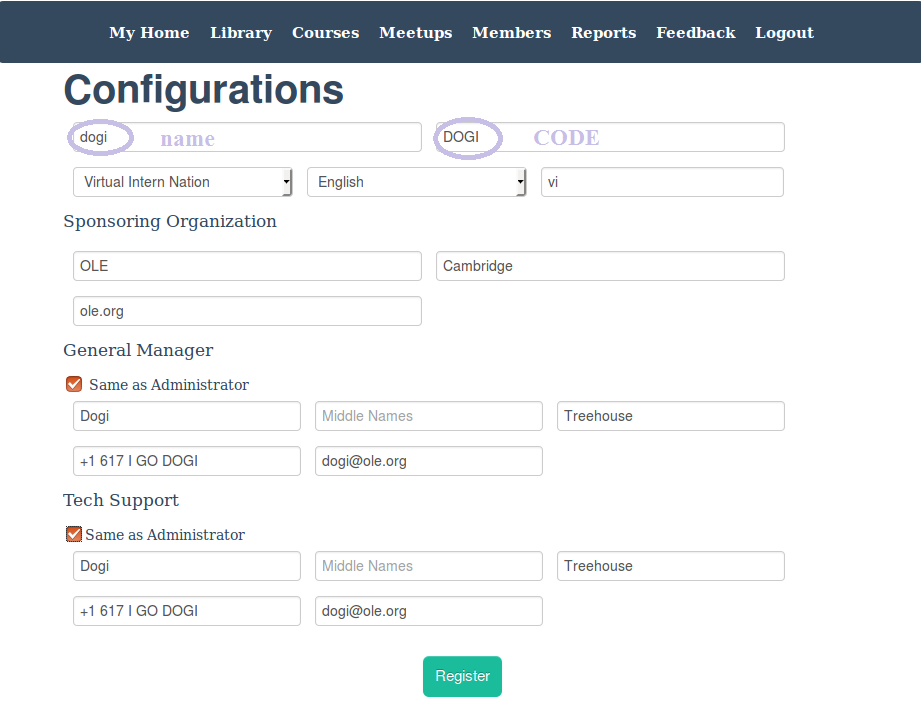 My Home Library Courses Meetups Members Reports Feedback Logout
Configurations
dogi name DOGI CODE
Virtual Intern Nation English vi
Sponsoring Organization
OLE Cambridge
ole.org
General Manager
Same as Administrator
Dogi Middle Names Treehouse
+1 617 I GO DOGI dogi@ole.org
Tech Support
Same as Administrator
Dogi Middle Names Treehouse
+1 617 I GO DOGI dogi@ole.org
Register